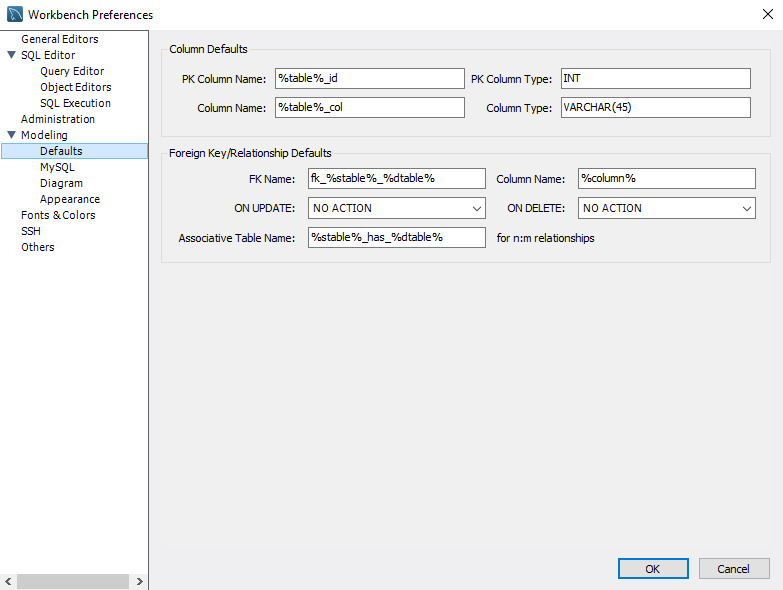 Workbench Preferences
General Editors
SQL Editor
Query Editor
Object Editors
SQL Execution
Administration
Modeling
Defaults
MySQL
Diagram
Appearance
Fonts & Colors
SSH
Others
Column Defaults
PK Column Name: %table%_id PK Column Type: INT
Column Name: %table%_col Column Type: VARCHAR(45)
Foreign Key/Relationship Defaults
FK Name: fk_%stable%_%dtable% Column Name: %column%
ON UPDATE: NO ACTION ON DELETE: NO ACTION
Associative Table Name: %stable%_has_%dtable% for n:m relationships
OK Cancel